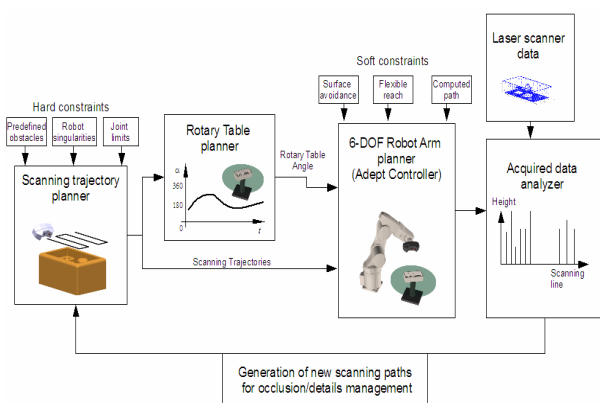 Laser scanner
data
Soft constraints
Surface
avoidance
Flexible
reach
Computed
path
Hard constraints
Predefined
obstacles
Robot
singularities
Joint
limits
Rotary Table
planner
α
360
180
0
t
Rotary Table
Angle
6-DOF Robot Arm
planner
(Adept Controller)
Acquired data
analyzer
Height
Scanning
line
Scanning trajectory
planner
Scanning Trajectories
Generation of new scanning paths
for occlusion/details management